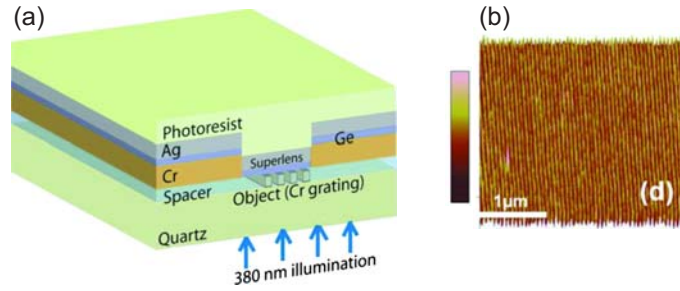 (a)
Photoresist
Ag
Ge
Superlens
Cr
Spacer
Object (Cr grating)
Quartz
380 nm illumination
(b)
(d)
1μm